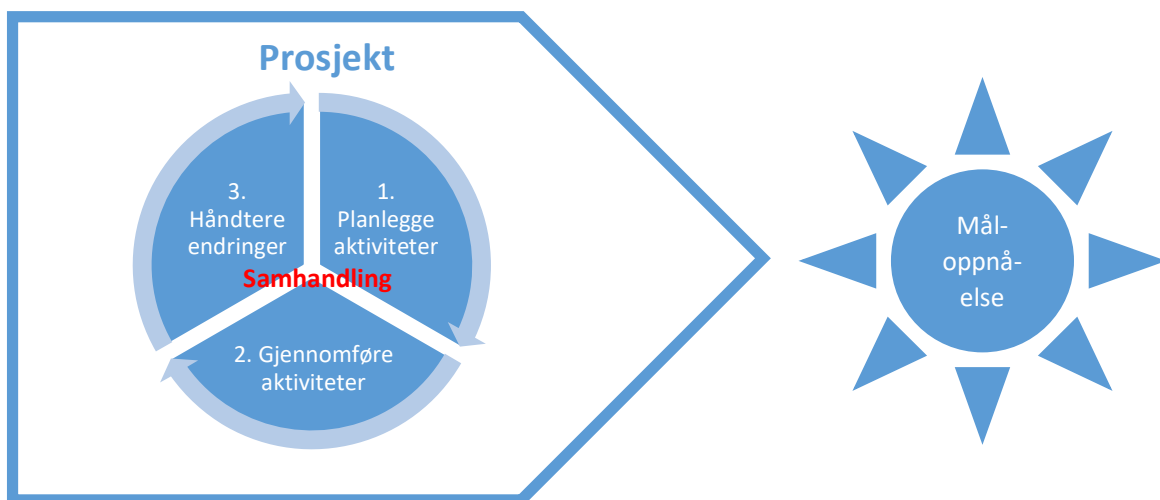 Prosjekt
3.
Håndtere
endringer
1.
Planlegge
aktiviteter
Samhandling
2. Gjennomføre
aktiviteter
Mål-
oppnå-
else